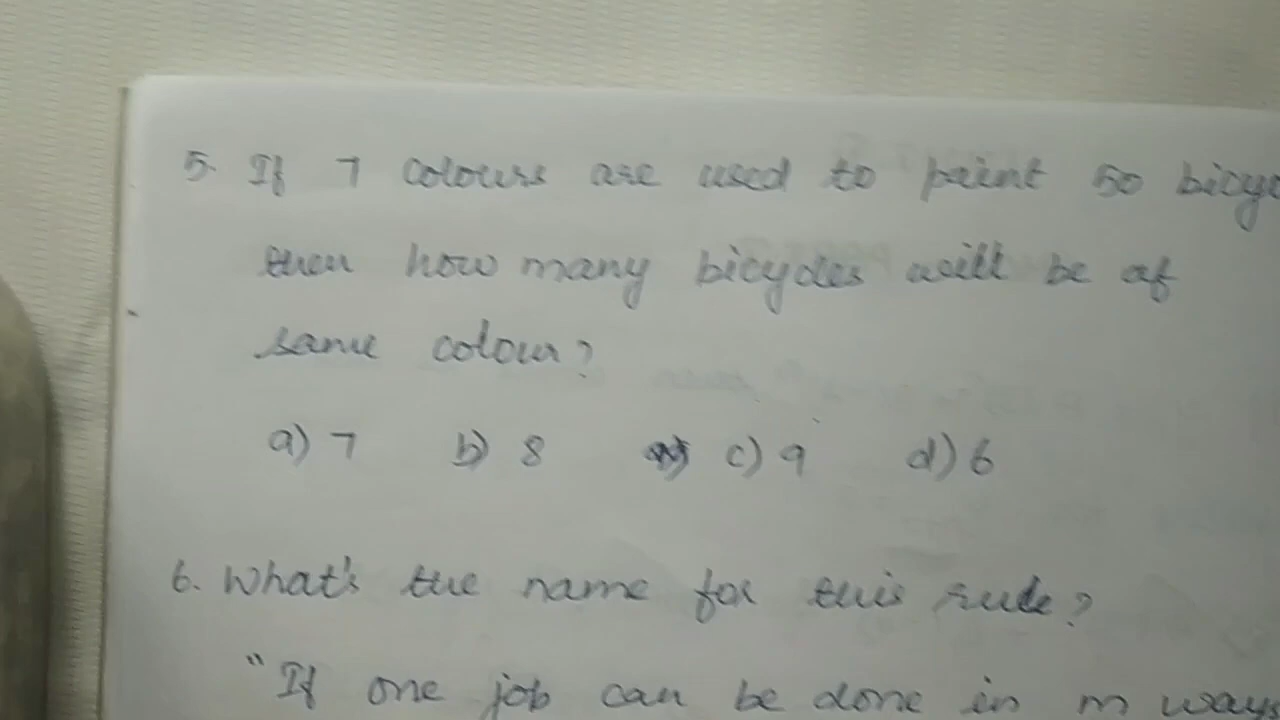 5. If 7 colours are used to paint 50
then how many bicycles will be of
same colour?
a) 7 b) 8 c) 9 d) 6
6. What's the name for this rule?
"If one job can be done in m ways